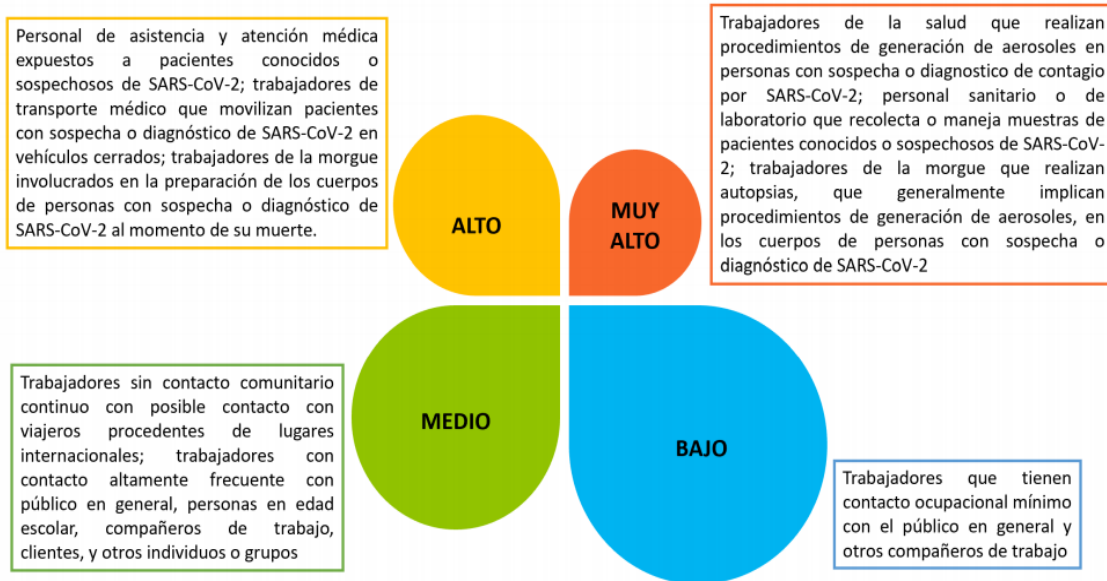 Personal de asistencia y atención médica
expuestos a pacientes conocidos o
sospechosos de SARS-CoV-2; trabajadores de
transporte médico que movilizan pacientes
con sospecha o diagnóstico de SARS-CoV-2 en
vehículos cerrados; trabajadores de la morgue
involucrados en la preparación de los cuerpos
de personas con sospecha o diagnóstico de
SARS-CoV-2 al momento de su muerte.
ALTO
MUY
ALTO
Trabajadores de la salud que realizan
procedimientos de generación de aerosoles en
personas con sospecha o diagnostico de contagio
por SARS-CoV-2; personal sanitario o de
laboratorio que recolecta o maneja muestras de
pacientes conocidos o sospechosos de SARS-CoV-
2; trabajadores de la morgue que realizan
autopsias, que generalmente implican
procedimientos de generación de aerosoles, en
los cuerpos de personas con sospecha o
diagnóstico de SARS-CoV-2
Trabajadores sin contacto comunitario
continuo con posible contacto con
viajeros procedentes de lugares
internacionales; trabajadores con
contacto altamente frecuente con
público en general, personas en edad
escolar, compañeros de trabajo,
clientes, y otros individuos o grupos
MEDIO
BAJO
Trabajadores que tienen
contacto ocupacional mínimo
con el público en general y
otros compañeros de trabajo